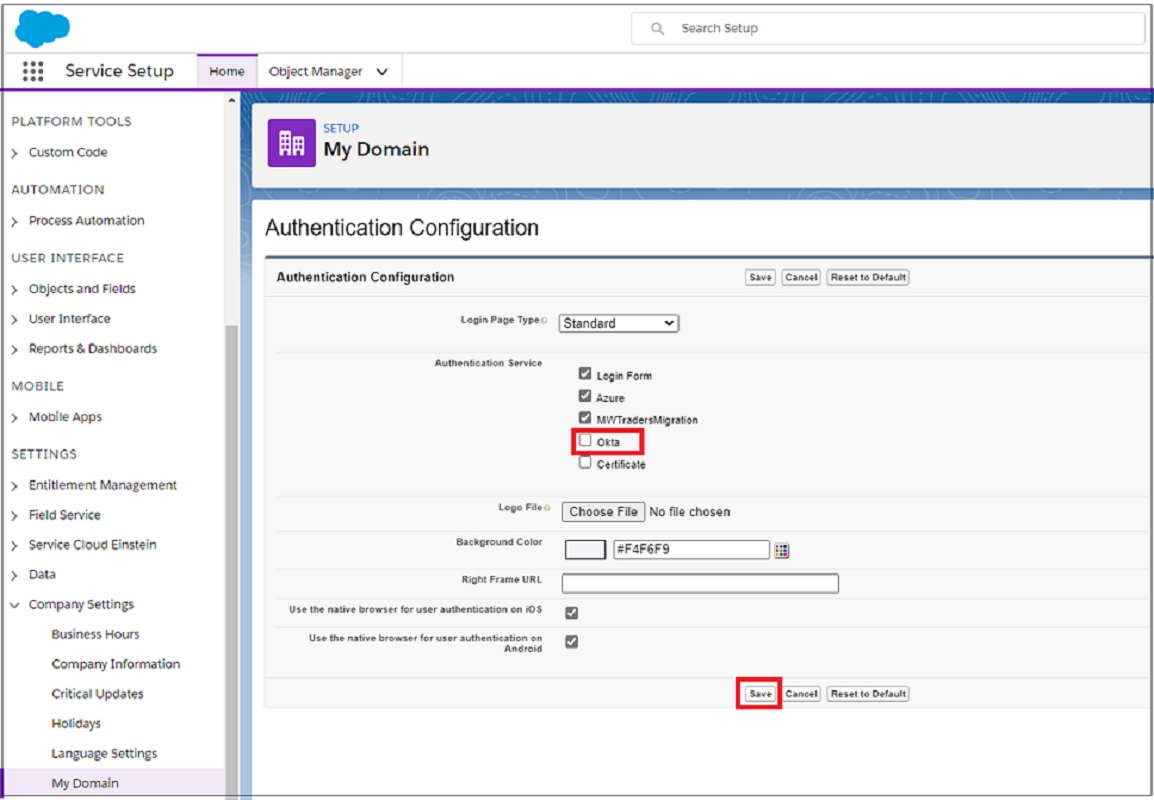 Search Setup
Service Setup
Home
Object Manager
PLATFORM TOOLS
Custom Code
AUTOMATION
Process Automation
USER INTERFACE
Objects and Fields
User Interface
Reports & Dashboards
MOBILE
Mobile Apps
SETTINGS
Entitlement Management
Field Service
Service Cloud Einstein
Data
Company Settings
Business Hours
Company Information
Critical Updates
Holidays
Language Settings
My Domain
SETUP
My Domain
Authentication Configuration
Authentication Configuration
Save Cancel Reset to Default
Login Page Type Standard
Authentication Service
Login Form
Azure
MWTradersMigration
Okta
Certificate
Logo File Choose File No file chosen
Background Color #F4F6F9
Right Frame URL
Use the native browser for user authentication on iOS
Use the native browser for user authentication on
Android
Save Cancel Reset to Default